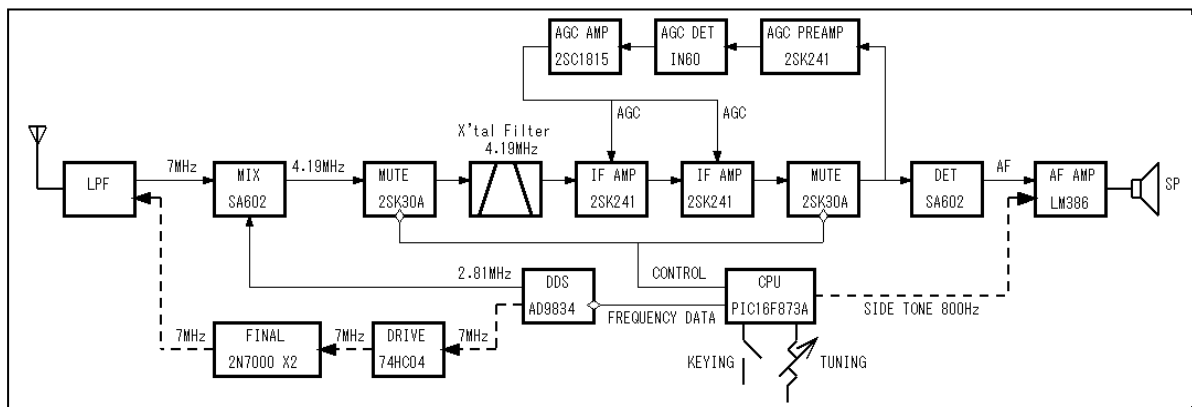 AGC AMP
2SC1815
AGC DET
IN60
AGC PREAMP
2SK241
AGC
AGC
X'tal Filter
4.19MHz
LPF
7MHz
MIX
SA602
4.19MHz
MUTE
2SK30A
IF AMP
2SK241
IF AMP
2SK241
MUTE
2SK30A
DET
SA602
AF
AF AMP
LM386
SP
2.81MHz
DDS
AD9834
CONTROL
FREQUENCY DATA
CPU
PIC16F873A
SIDE TONE 800Hz
7MHz
FINAL
2N7000 X2
7MHz
DRIVE
74HC04
7MHz
KEYING
TUNING